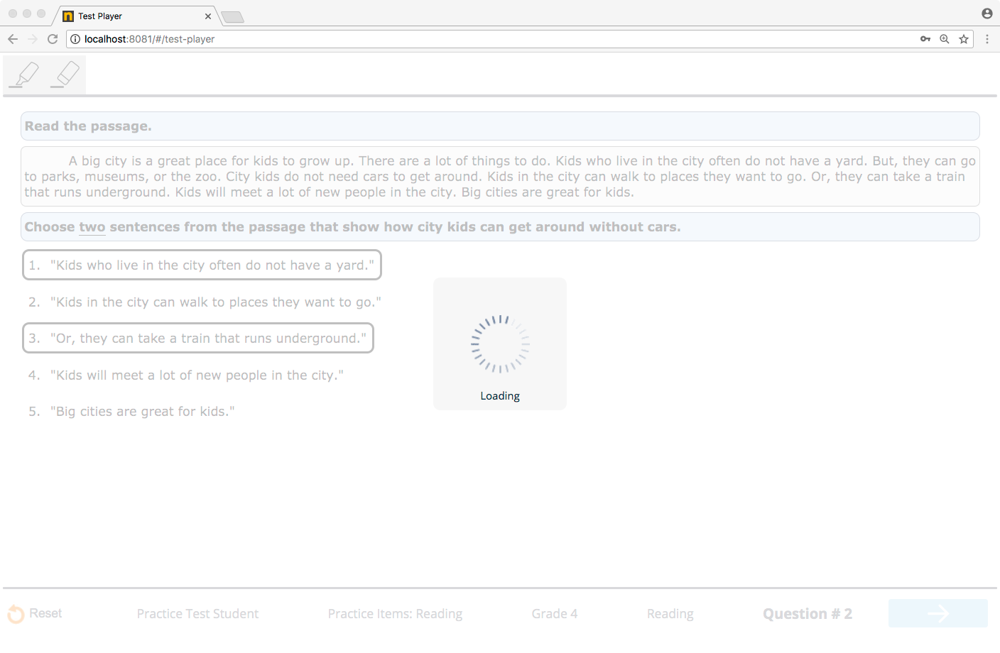 Test Player
localhost:8081/#/test-player
Read the passage.
A big city is a great place for kids to grow up. There are a lot of things to do. Kids who live in the city often do not have a yard. But, they can go
to parks, museums, or the zoo. City kids do not need cars to get around. Kids in the city can walk to places they want to go. Or, they can take a train
that runs underground. Kids will meet a lot of new people in the city. Big cities are great for kids.
Choose two sentences from the passage that show how city kids can get around without cars.
1. "Kids who live in the city often do not have a yard."
2. "Kids in the city can walk to places they want to go."
3. "Or, they can take a train that runs underground."
4. "Kids will meet a lot of new people in the city."
5. "Big cities are great for kids."
Loading
Reset Practice Test Student Practice Items: Reading Grade 4 Reading Question # 2